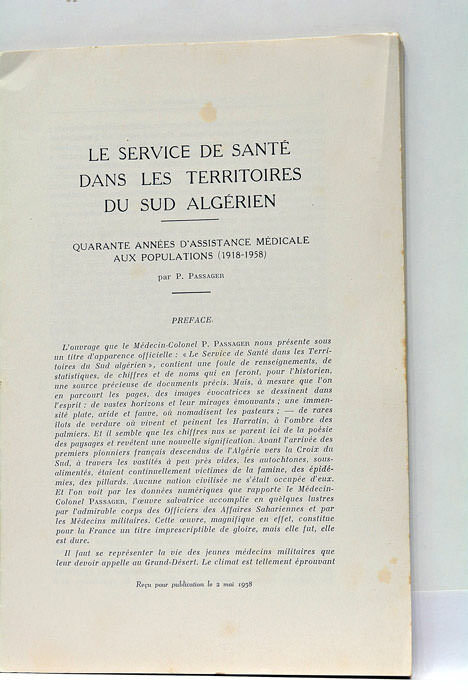 LE SERVICE DE SANTÉ
DANS LES TERRITOIRES
DU SUD ALGÉRIEN
QUARANTE ANNÉES D'ASSISTANCE MÉDICALE
AUX POPULATIONS (1918-1958)
par P. PASSAGER
PREFACE.
L'ouvrage que le Médecin-Colonel P. PASSAGER nous présente sous
un titre d'apparence officielle : « Le Service de Santé dans les Terri-
toires du Sud algérien », contient une foule de renseignements, de
statistiques, de chiffres et de noms qui en feront, pour l'historien,
une source précieuse de documents précis. Mais, à mesure que l'on
en parcourt les pages, des images évocatrices se dessinent dans
l'esprit : de vastes horizons et leur mirages émouvants ; une immen-
sité plate, aride et fauve, où nomadisent les pasteurs ; — de rares
îlots de verdure où vivent et peinent les Harratin, à l'ombre des
palmiers. Et il semble que les chiffres nus se parent ici de la poésie
des paysages et revêtent une nouvelle signification. Avant l'arrivée des
premiers pionniers français descendus de l'Algérie vers la Croix du
Sud, à travers les vastités à peu près vides, les autochtones, sous-
alimentés, étaient continuellement victimes de la famine, des épidé-
mies, des pillards. Aucune nation civilisée ne s'était occupée d'eux.
Et l'on voit par les données numériques que rapporte le Médecin-
Colonel PASSAGER, l'œuvre salvatrice accomplie en quelques lustres
par l'admirable corps des Officiers des Affaires Sahariennes et par
les Médecins militaires. Cette œuvre, magnifique en effet, constitue
pour la France un titre imprescriptible de gloire, mais elle fut, elle
est dure.
Il faut se représenter la vie des jeunes médecins militaires que
leur devoir appelle au Grand-Désert. Le climat est tellement éprouvant
Reçu pour publication le 2 mai 1958